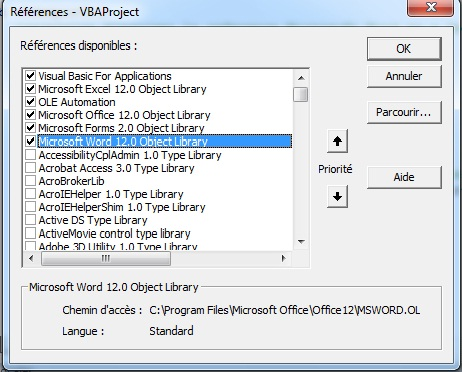 Références - VBAProject
Références disponibles :
OK
Annuler
Parcourir...
Aide
Visual Basic For Applications
Microsoft Excel 12.0 Object Library
OLE Automation
Microsoft Office 12.0 Object Library
Microsoft Forms 2.0 Object Library
Microsoft Word 12.0 Object Library
AccessibilityCplAdmin 1.0 Type Library
Acrobat Access 3.0 Type Library
AcroBrokerLib
AcroIEHelper 1.0 Type Library
AcroIEHelperShim 1.0 Type Library
Active DS Type Library
ActiveMovie control type library
Adobe 3D Utility 1.0 Type Library
Priorité
Microsoft Word 12.0 Object Library
Chemin d'accès : C:\Program Files\Microsoft Office\Office12\MSWORD.OL
Langue : Standard